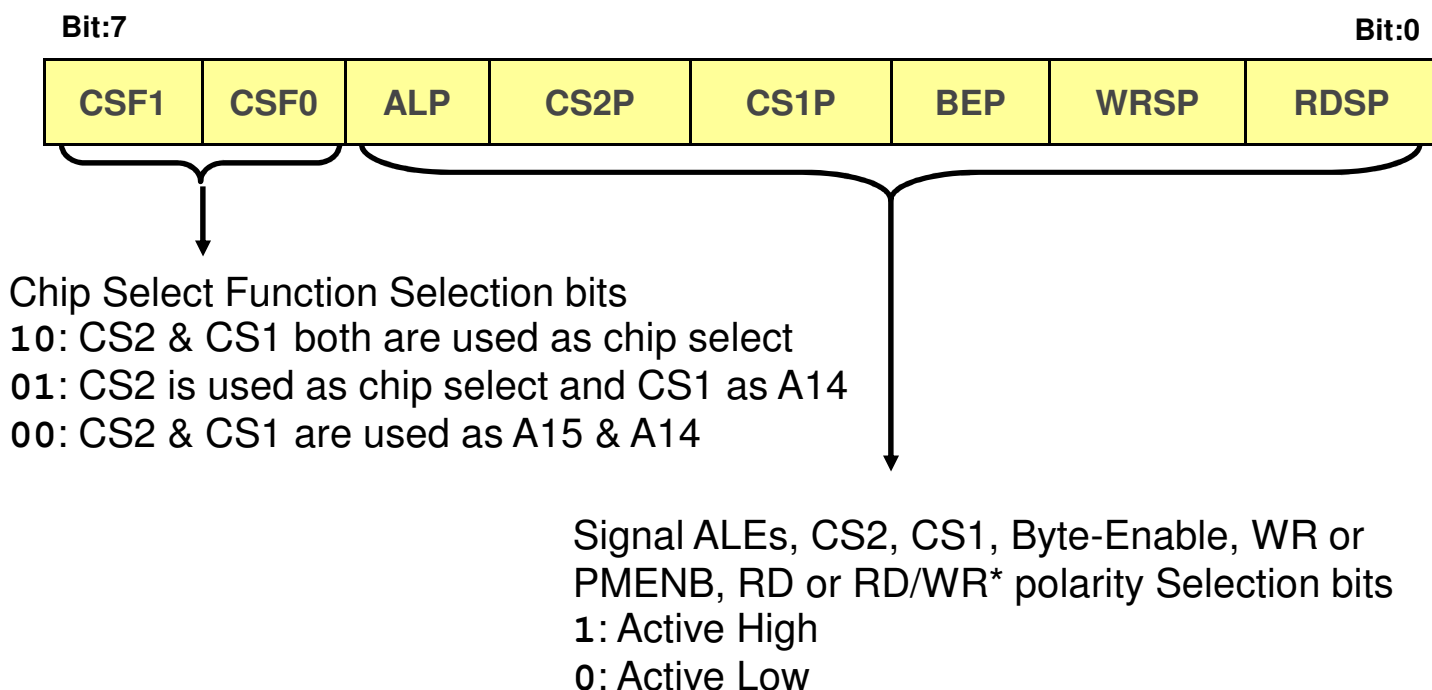 Bit:7 Bit:0
CSF1 CSF0 ALP CS2P CS1P BEP WRSP RDSP
Chip Select Function Selection bits
10: CS2 & CS1 both are used as chip select
01: CS2 is used as chip select and CS1 as A14
00: CS2 & CS1 are used as A15 & A14
Signal ALEs, CS2, CS1, Byte-Enable, WR or
PMENB, RD or RD/WR* polarity Selection bits
1: Active High
0: Active Low